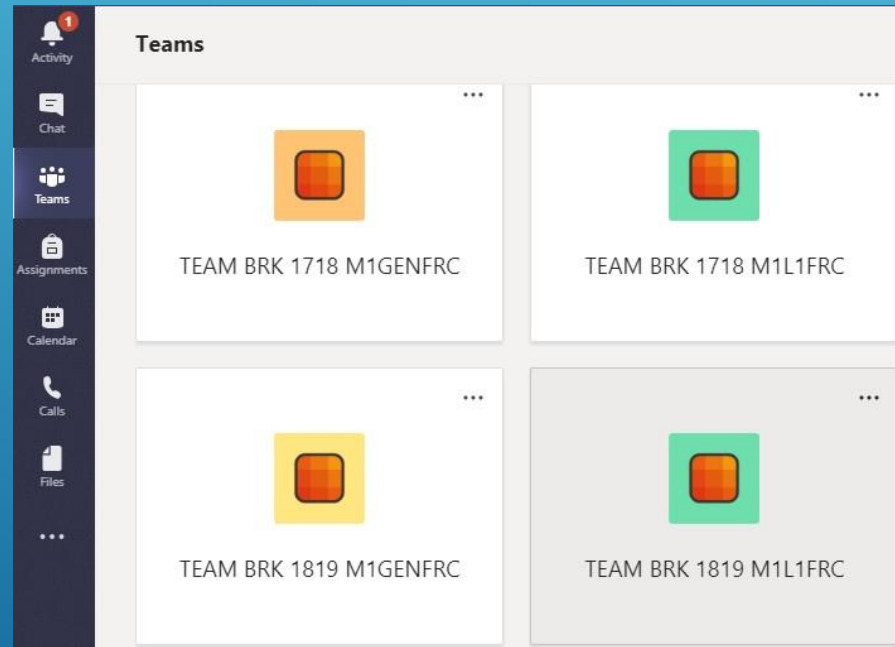 1
Activity
Chat
Teams
Assignments
Calendar
Calls
Files
Teams
TEAM BRK 1718 M1GENFRC
TEAM BRK 1718 M1L1FRC
TEAM BRK 1819 M1GENFRC
TEAM BRK 1819 M1L1FRC